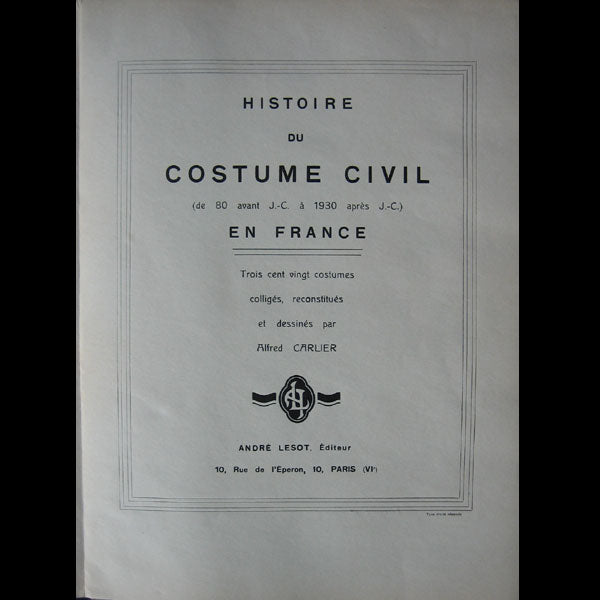 HISTOIRE
DU
COSTUME CIVIL
(de 80 avant J.-C. à 1930 après J.-C.)
EN FRANCE
Trois cent vingt costumes
colligés, reconstitués
et dessinés par
Alfred CARLIER
AL
ANDRÉ LESOT, Éditeur
10, Rue de l'Éperon, 10, PARIS (VIᵉ)